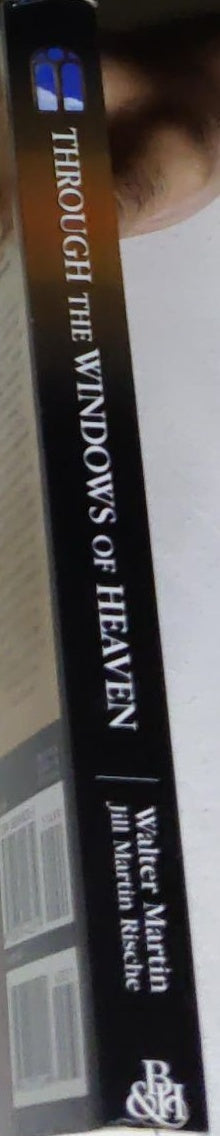 THROUGH THE WINDOWS OF HEAVEN
Walter Martin
Jill Martin Rische
B&H